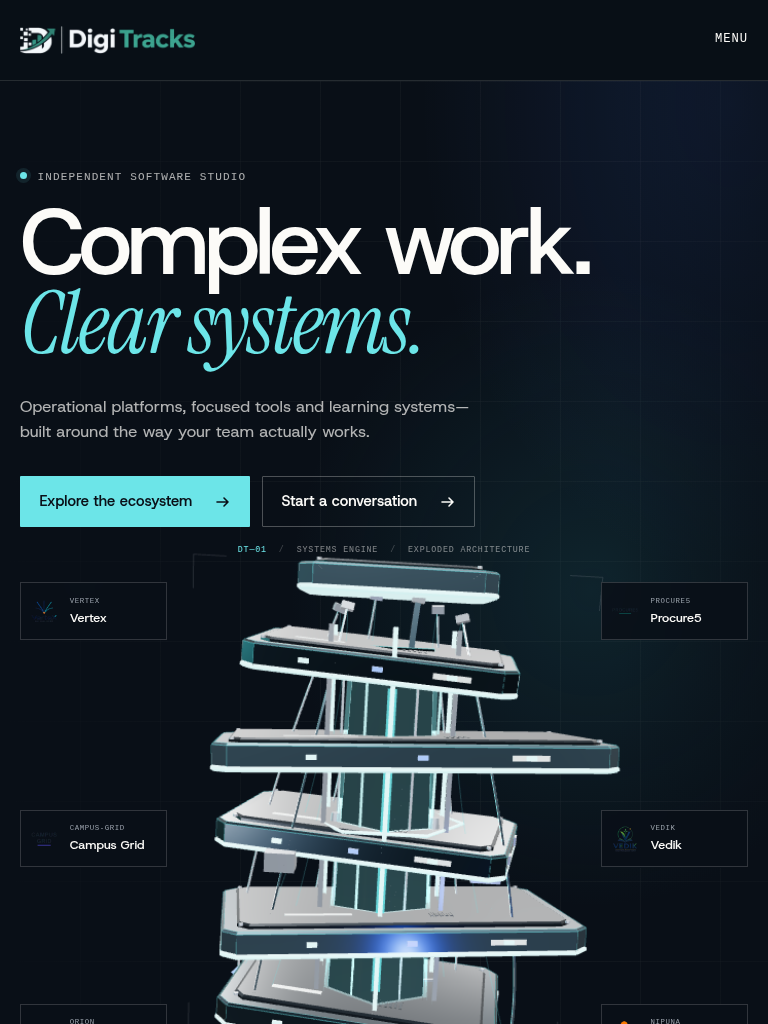 Digi Tracks
MENU
INDEPENDENT SOFTWARE STUDIO
Complex work.
Clear systems.
Operational platforms, focused tools and learning systems—
built around the way your team actually works.
Explore the ecosystem →
Start a conversation →
DT—01 / SYSTEMS ENGINE / EXPLODED ARCHITECTURE
VERTEX
Vertex
PROCURE5
Procure5
CAMPUS-GRID
Campus Grid
VEDIK
VEDIK
Vedik
ORION
NIPUNA